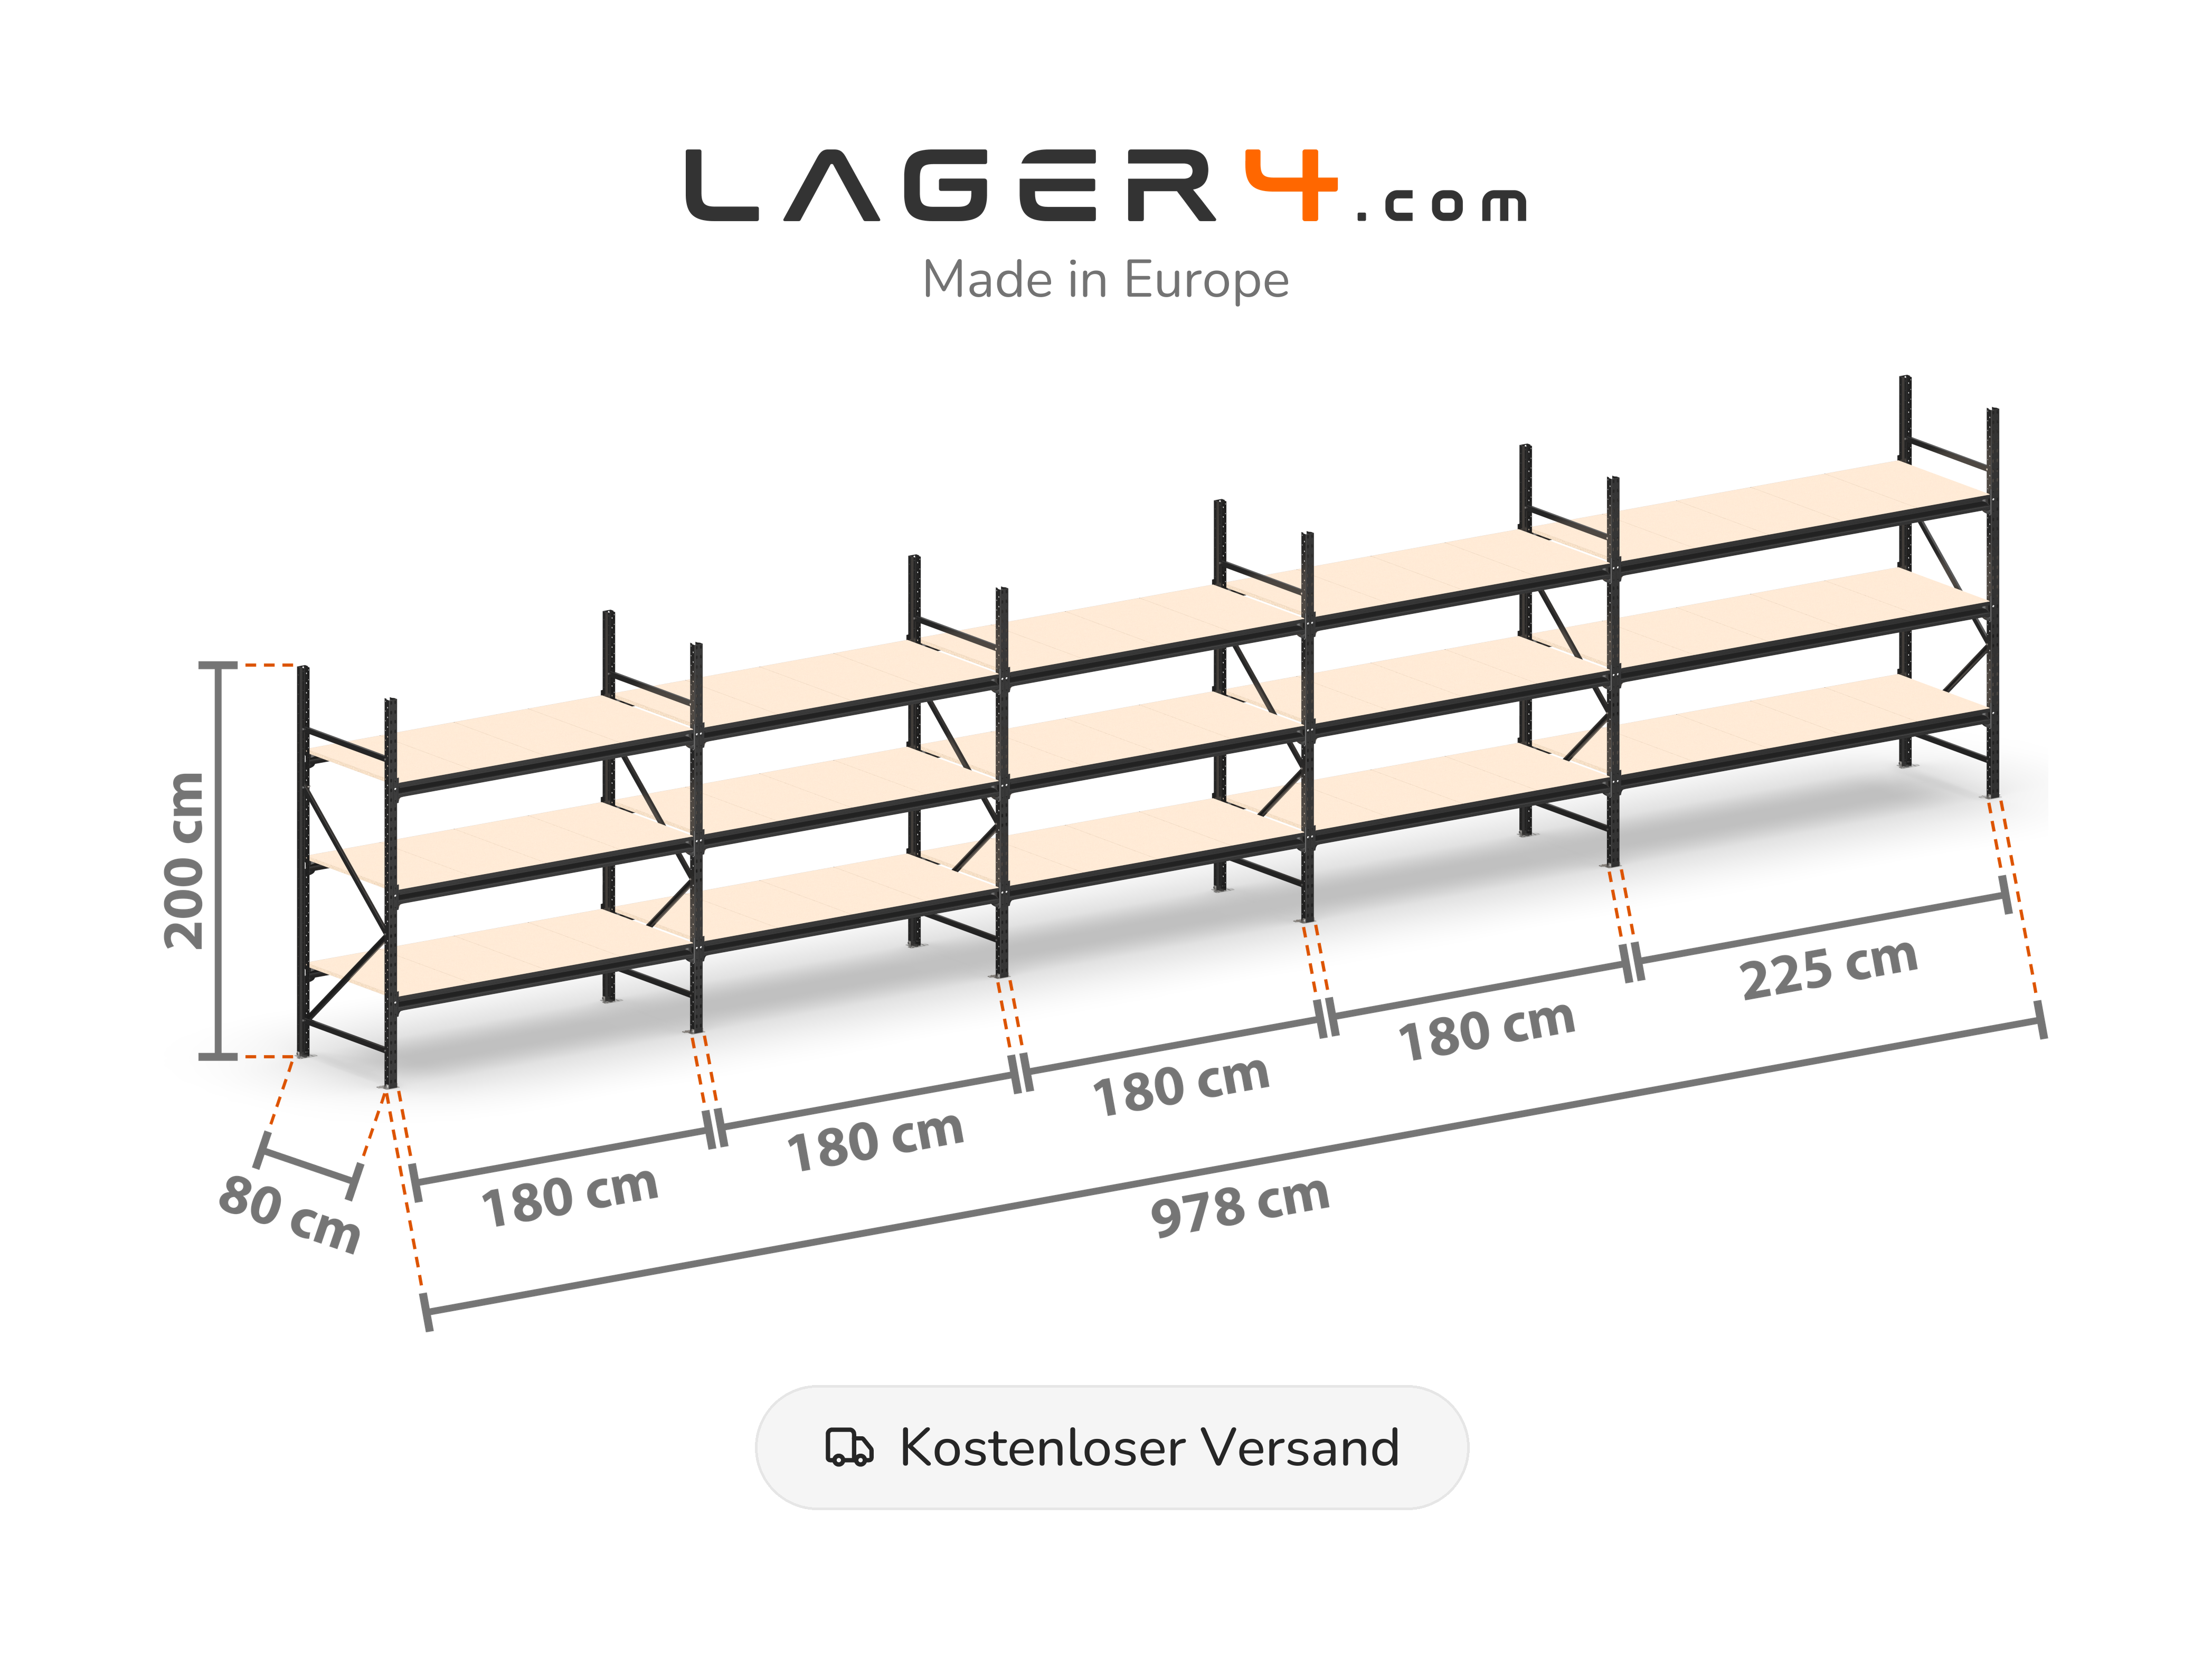 LAGER4.com
Made in Europe
200 cm
80 cm
180 cm
180 cm
180 cm
180 cm
225 cm
978 cm
Kostenloser Versand